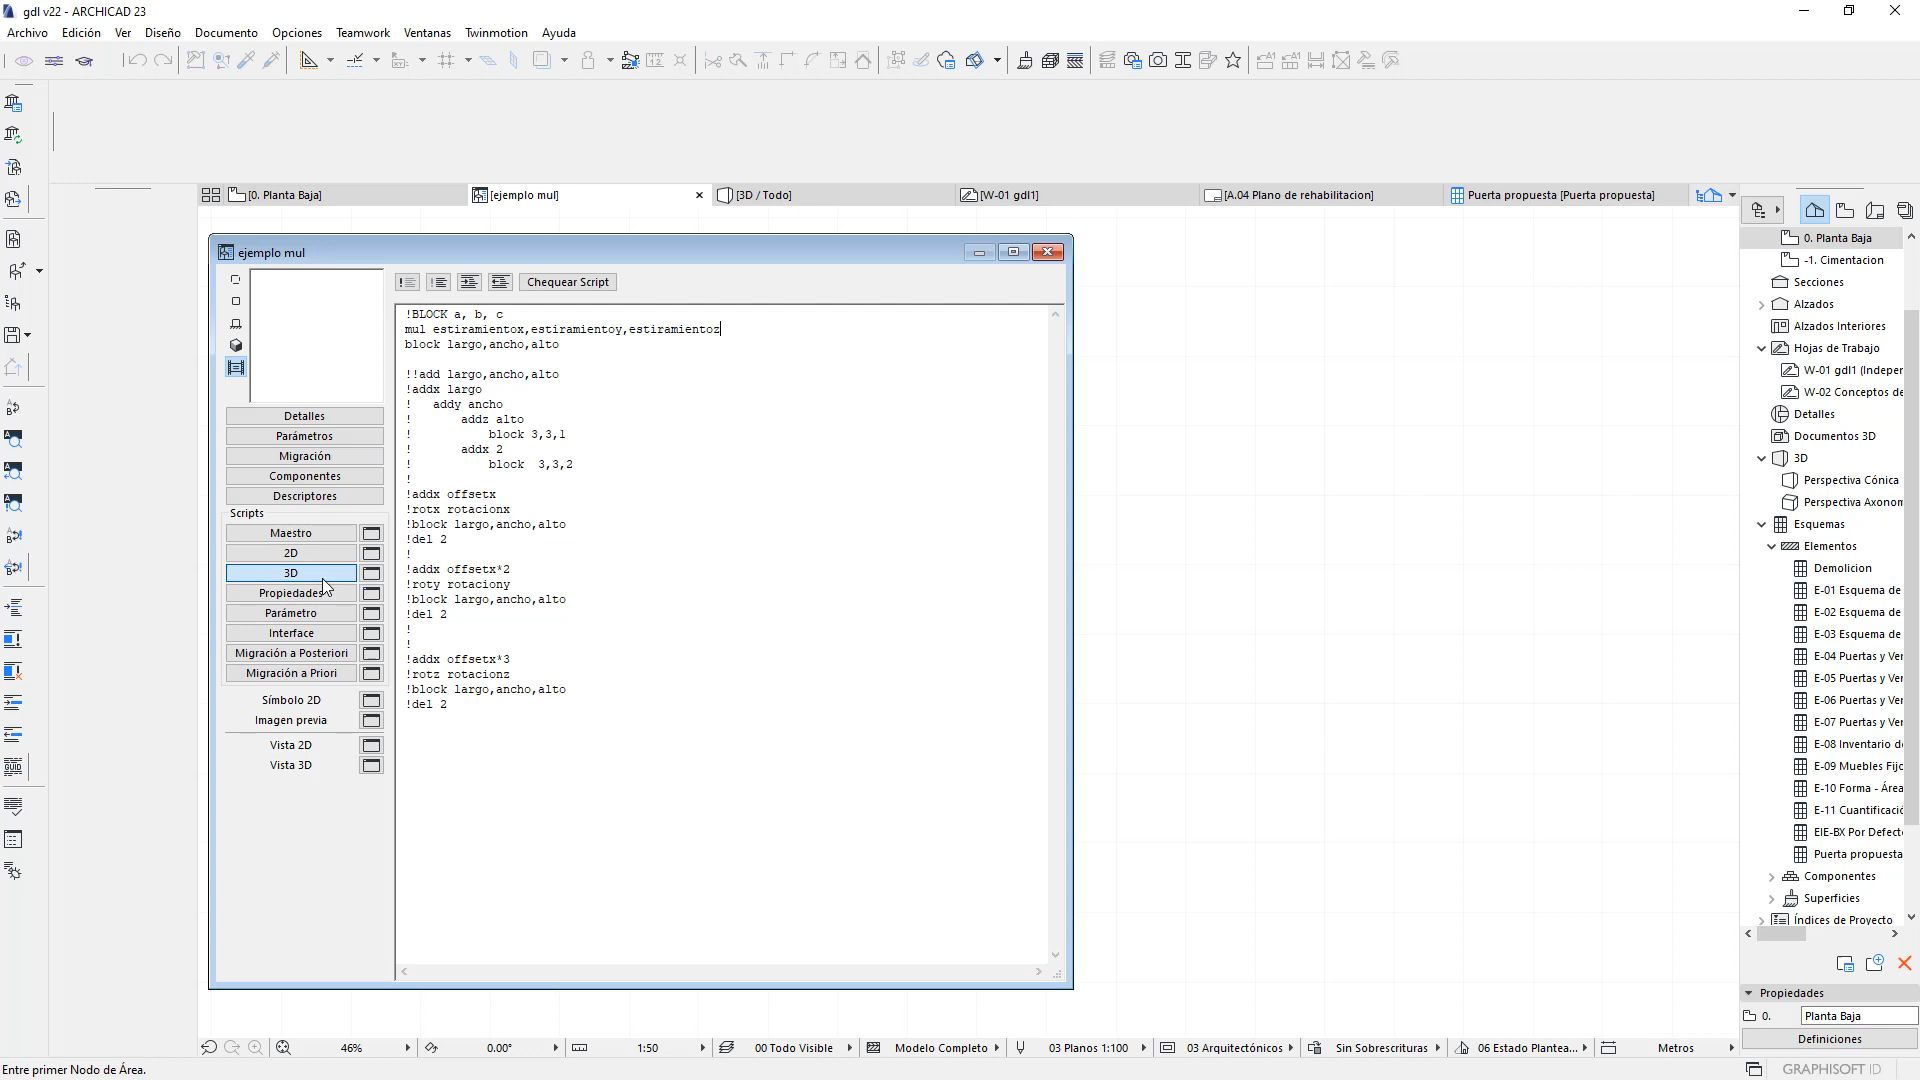 gdl v22 - ARCHICAD 23
Archivo Edición Ver Diseño Documento Opciones Teamwork Ventanas Twinmotion Ayuda
[0. Planta Baja] [ejemplo mul] [3D / Todo] [W-01 gdl1] [A.04 Plano de rehabilitacion] Puerta propuesta [Puerta propuesta]
ejemplo mul
Chequear Script
Detalles
Parámetros
Migración
Componentes
Descriptores
Scripts
Maestro
2D
3D
Propiedades
Parámetro
Interface
Migración a Posteriori
Migración a Priori
Símbolo 2D
Imagen previa
Vista 2D
Vista 3D
!BLOCK a, b, c
mul estiramientox,estiramientoy,estiramientoz
block largo,ancho,alto
!!add largo,ancho,alto
!addx largo
! addy ancho
! addz alto
! block 3,3,1
! addx 2
! block 3,3,2
!
!addx offsetx
!rotx rotacionx
!block largo,ancho,alto
!del 2
!
!addx offsetx*2
!roty rotaciony
!block largo,ancho,alto
!del 2
!
!
!addx offsetx*3
!rotz rotacionz
!block largo,ancho,alto
!del 2
0. Planta Baja
-1. Cimentacion
Secciones
Alzados
Alzados Interiores
Hojas de Trabajo
W-01 gdl1 (Indeper
W-02 Conceptos de
Detalles
Documentos 3D
3D
Perspectiva Cónica
Perspectiva Axonom
Esquemas
Elementos
Demolicion
E-01 Esquema de
E-02 Esquema de
E-03 Esquema de
E-04 Puertas y Ver
E-05 Puertas y Ver
E-06 Puertas y Ver
E-07 Puertas y Ver
E-08 Inventario d
E-09 Muebles Fijo
E-10 Forma - Área
E-11 Cuantificació
EIE-BX Por Defecto
Puerta propuesta
Componentes
Superficies
Índices de Proyecto
Propiedades
0. Planta Baja
Definiciones
46% 0.00° 1:50 00 Todo Visible Modelo Completo 03 Planos 1:100 03 Arquitectónicos Sin Sobrescrituras 06 Estado Plantea... Metros
Entre primer Nodo de Área.
GRAPHISOFT ID